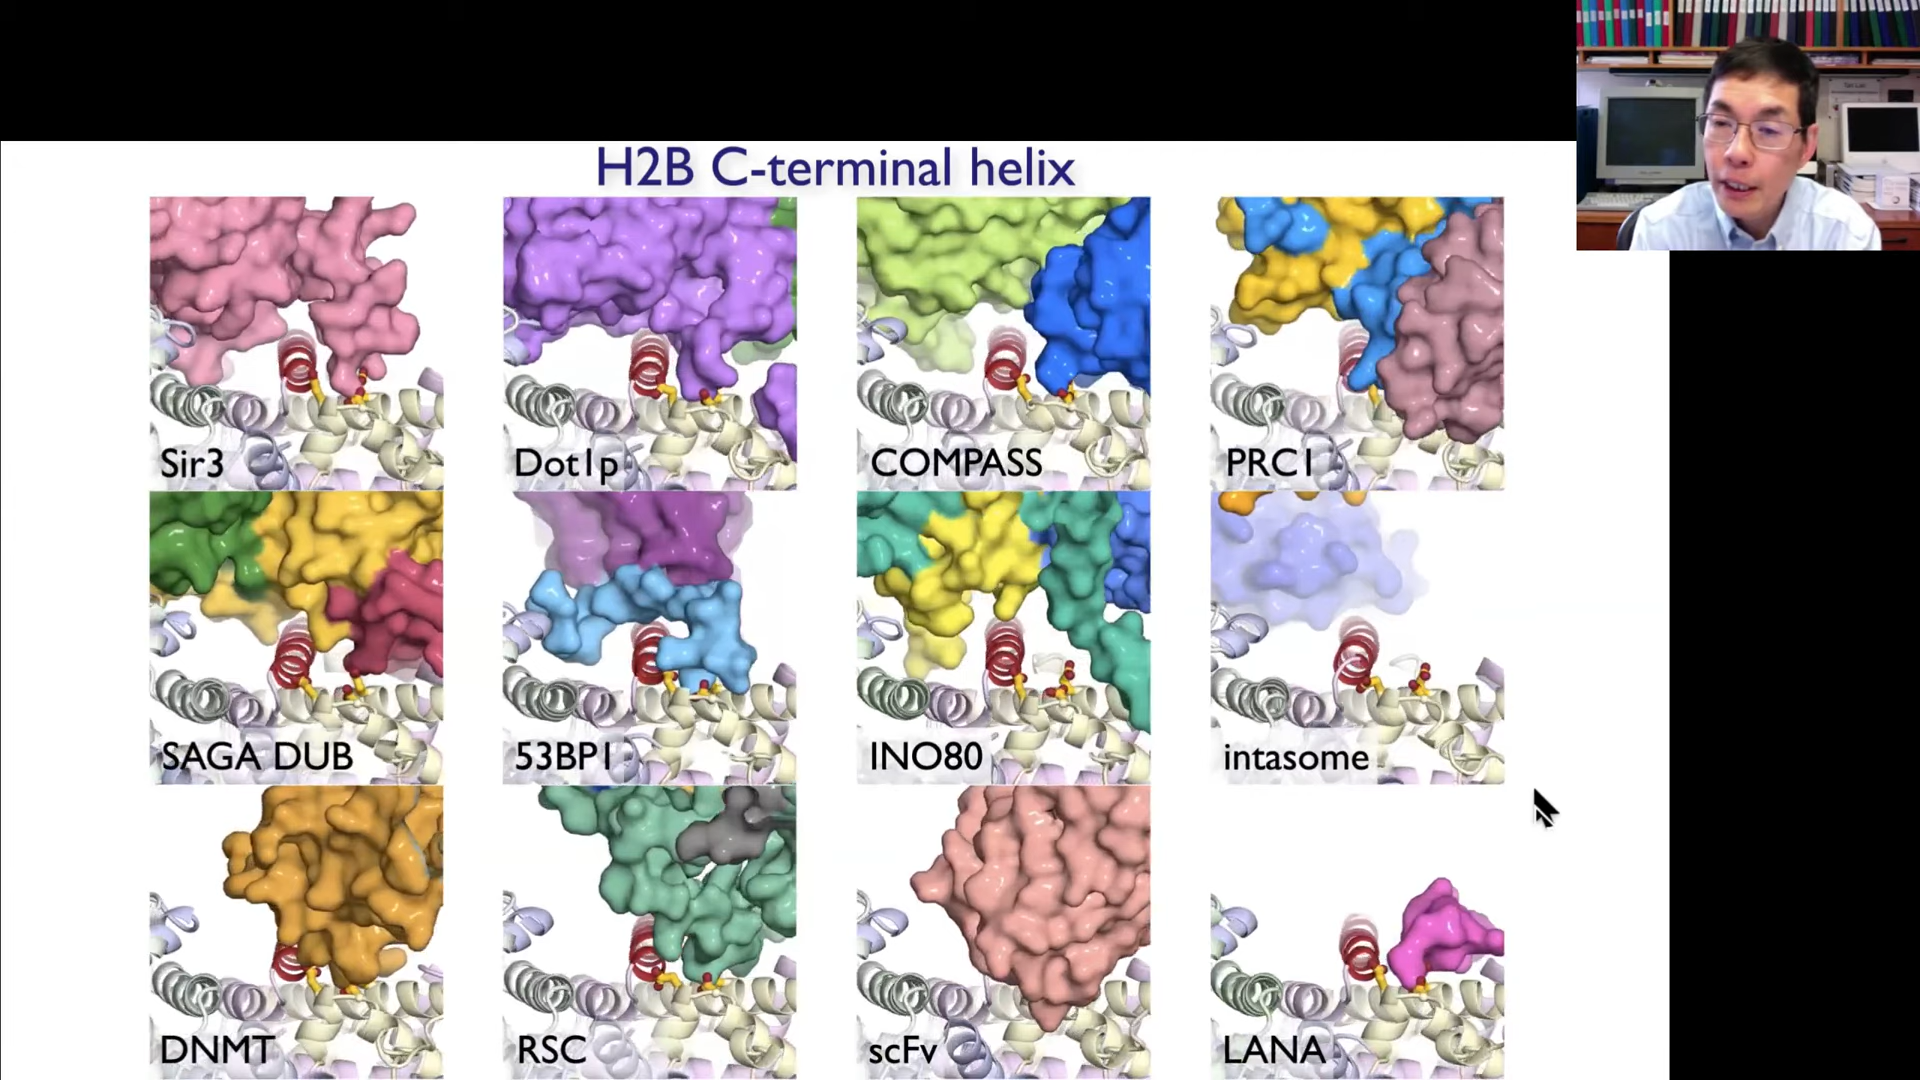 H2B C-terminal helix
Sir3
Dot1p
COMPASS
PRC1
SAGA DUB
53BP1
INO80
intasome
DNMT
RSC
scFv
LANA